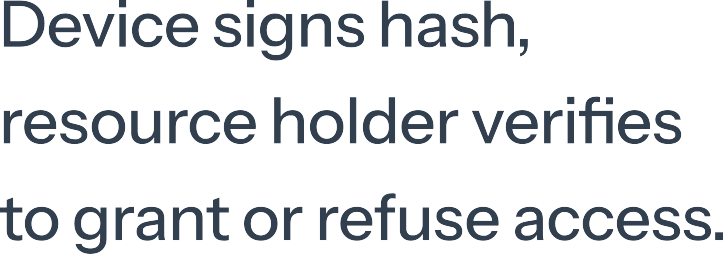 Device signs hash,
resource holder verifies
to grant or refuse access.